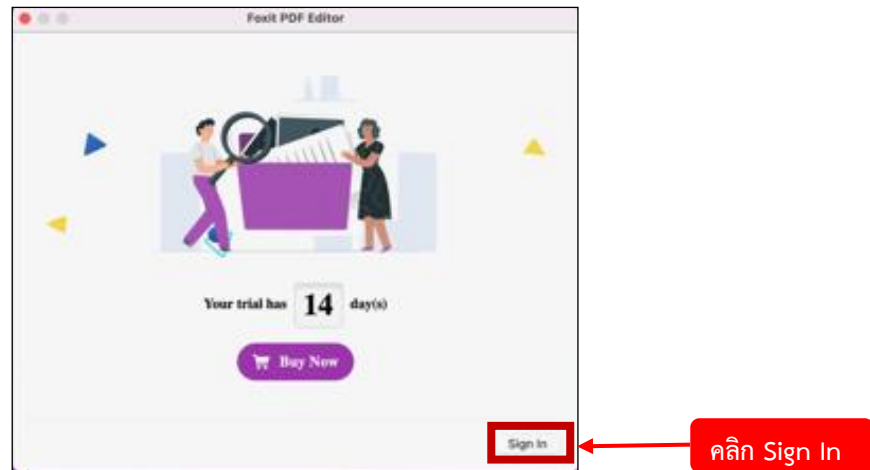 Foxit PDF Editor
Your trial has 14 day(s)
Buy Now
Sign In
คลิก Sign In